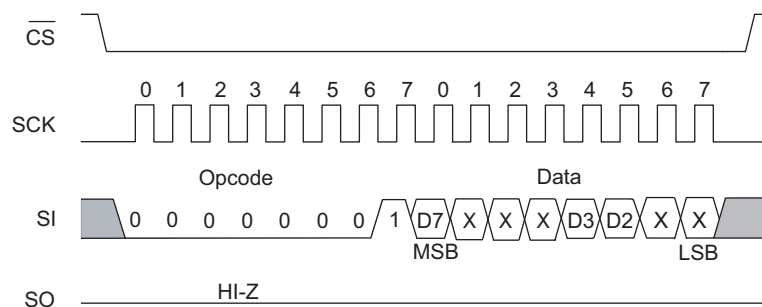 CS
0 1 2 3 4 5 6 7 0 1 2 3 4 5 6 7
SCK
Opcode Data
SI 0 0 0 0 0 0 0 1 D7 X X X D3 D2 X X
MSB LSB
HI-Z
SO